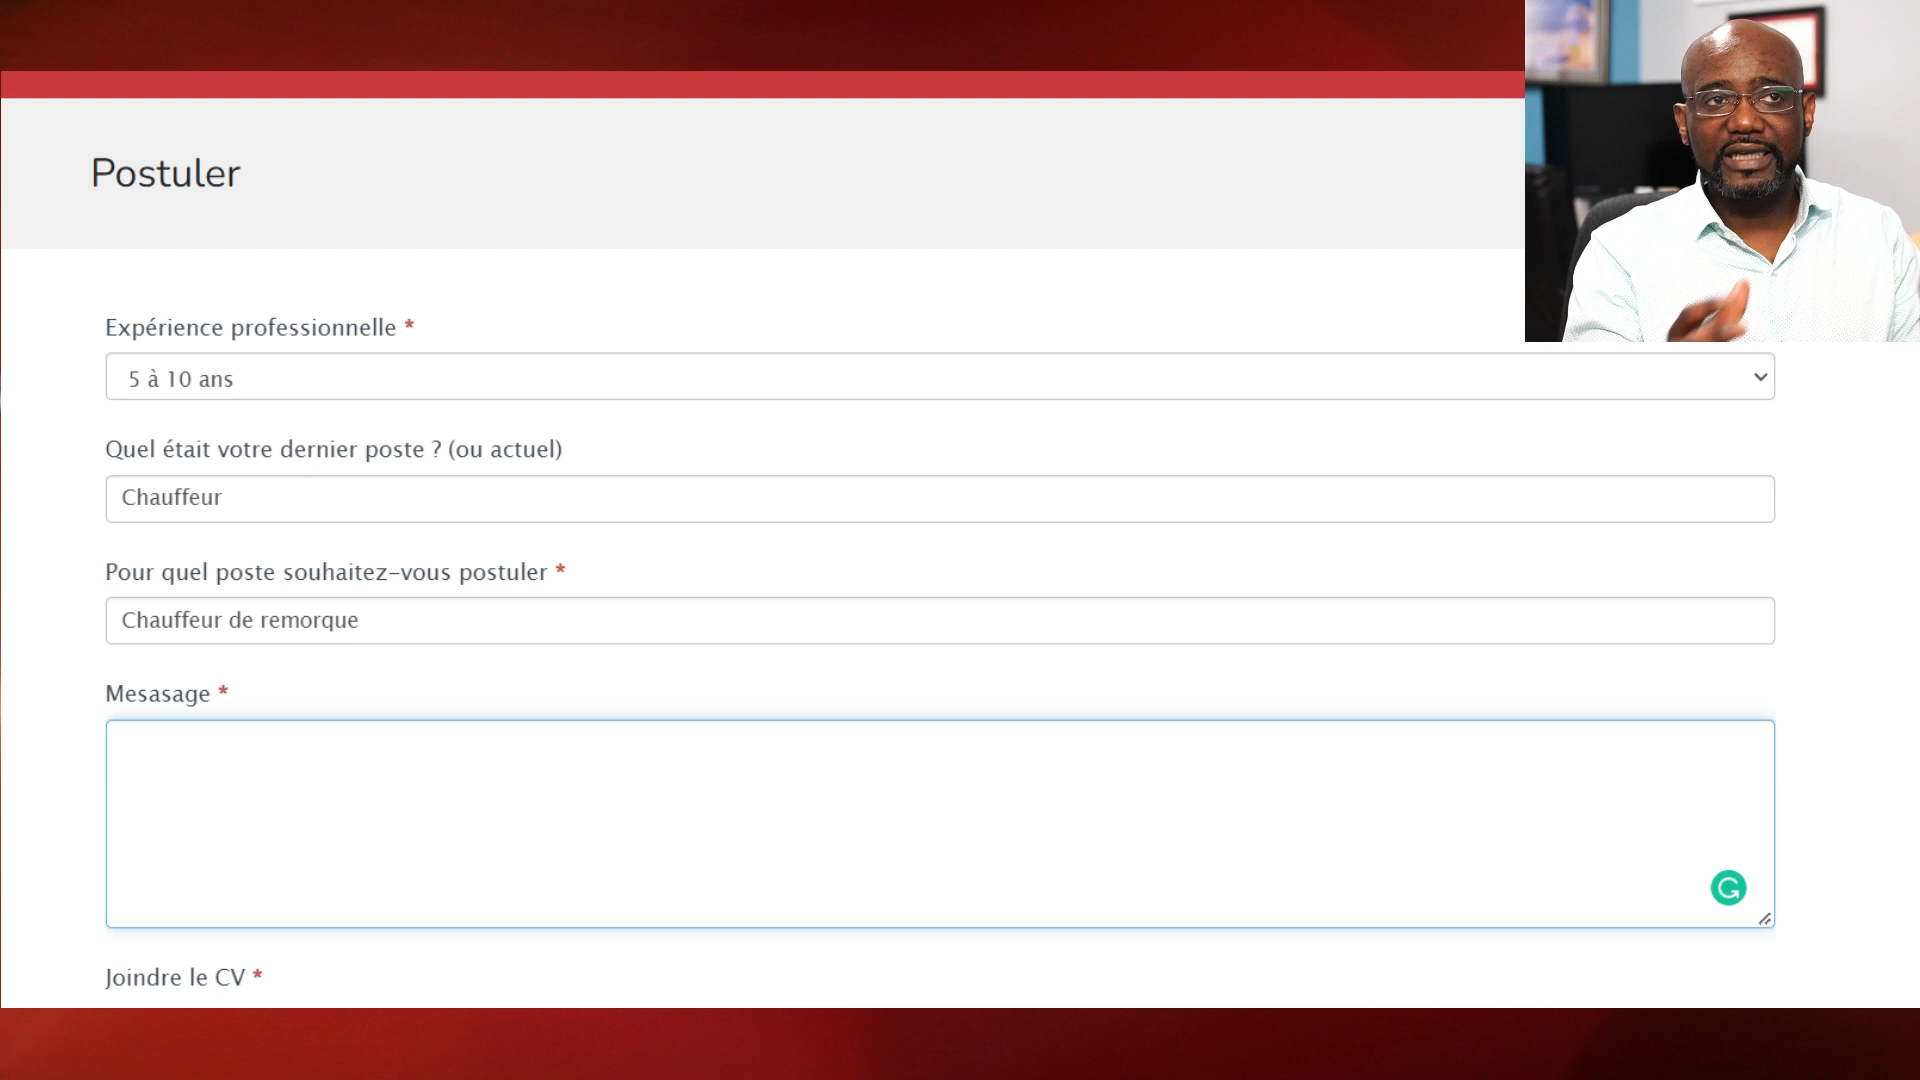 Postuler
Expérience professionnelle *
5 à 10 ans
Quel était votre dernier poste ? (ou actuel)
Chauffeur
Pour quel poste souhaitez-vous postuler *
Chauffeur de remorque
Mesasage *
Joindre le CV *